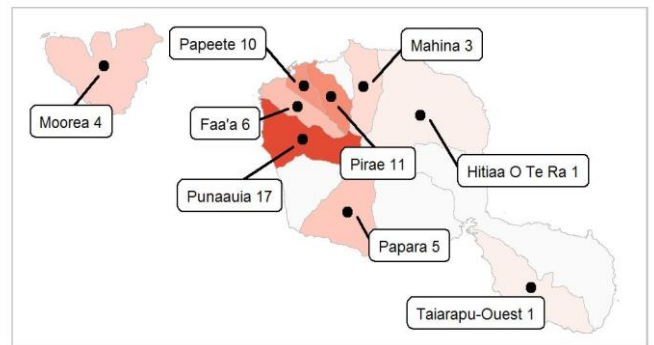 Papeete 10
Mahina 3
Moorea 4
Faa'a 6
Pirae 11
Hitiaa O Te Ra 1
Punaauia 17
Papara 5
Taiarapu-Ouest 1